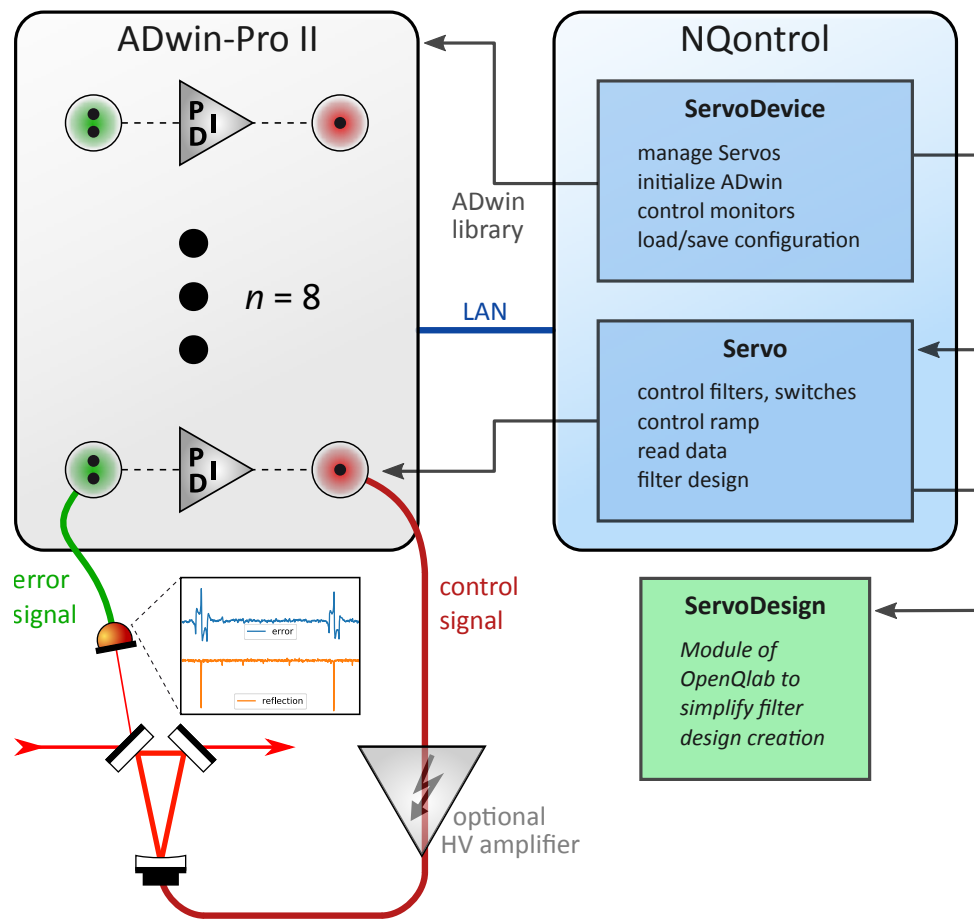 ADwin-Pro II
P
I
D
n = 8
P
I
D
ADwin
library
LAN
NQontrol
ServoDevice
manage Servos
initialize ADwin
control monitors
load/save configuration
Servo
control filters, switches
control ramp
read data
filter design
error
signal
error
reflection
control
signal
optional
HV amplifier
ServoDesign
Module of
OpenQlab to
simplify filter
design creation